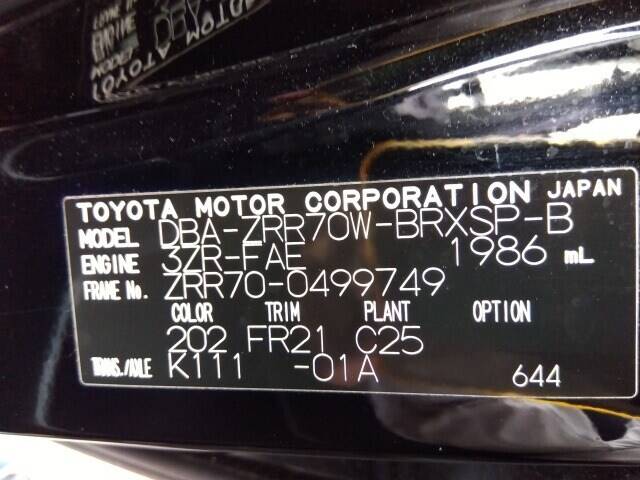 TOYOTA MOTOR CORPORATION JAPAN
MODEL DBA-ZRR70W-BRXSP-B
ENGINE 3ZR-FAE 1986 mL
FRAME No. ZRR70-0499749
COLOR TRIM PLANT OPTION
202 FR21 C25
TRANS./AXLE K111 -01A
644